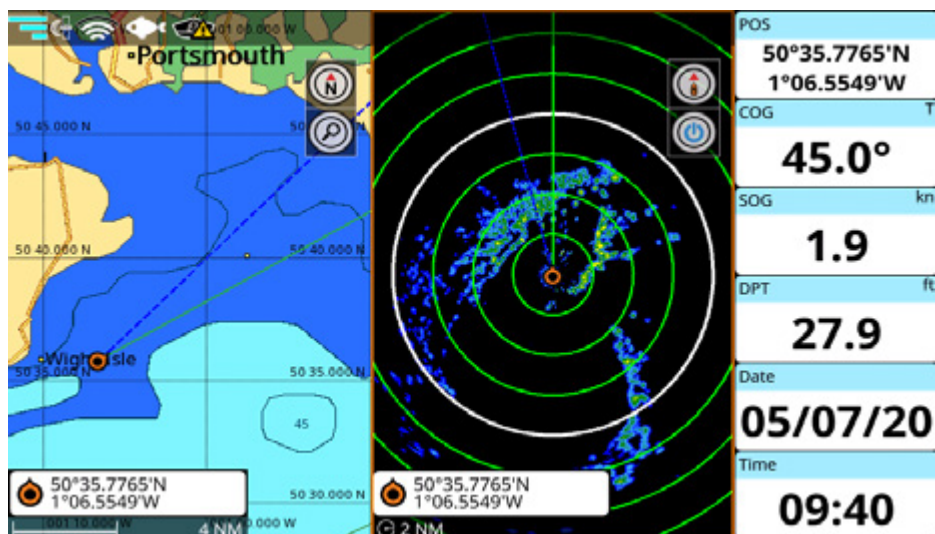 001 00.000 W
Portsmouth
N
50 45.000 N
50
50 40.000 N
50 40.000 N
Wight Isle
50 35.000 N
50 35.000 N
45
50 30.000 N
50°35.7765'N
1°06.5549'W
001 10.000 W
4 NM
50°35.7765'N
1°06.5549'W
2 NM
POS
50°35.7765'N
1°06.5549'W
COG
T
45.0°
SOG
kn
1.9
DPT
ft
27.9
Date
05/07/20
Time
09:40